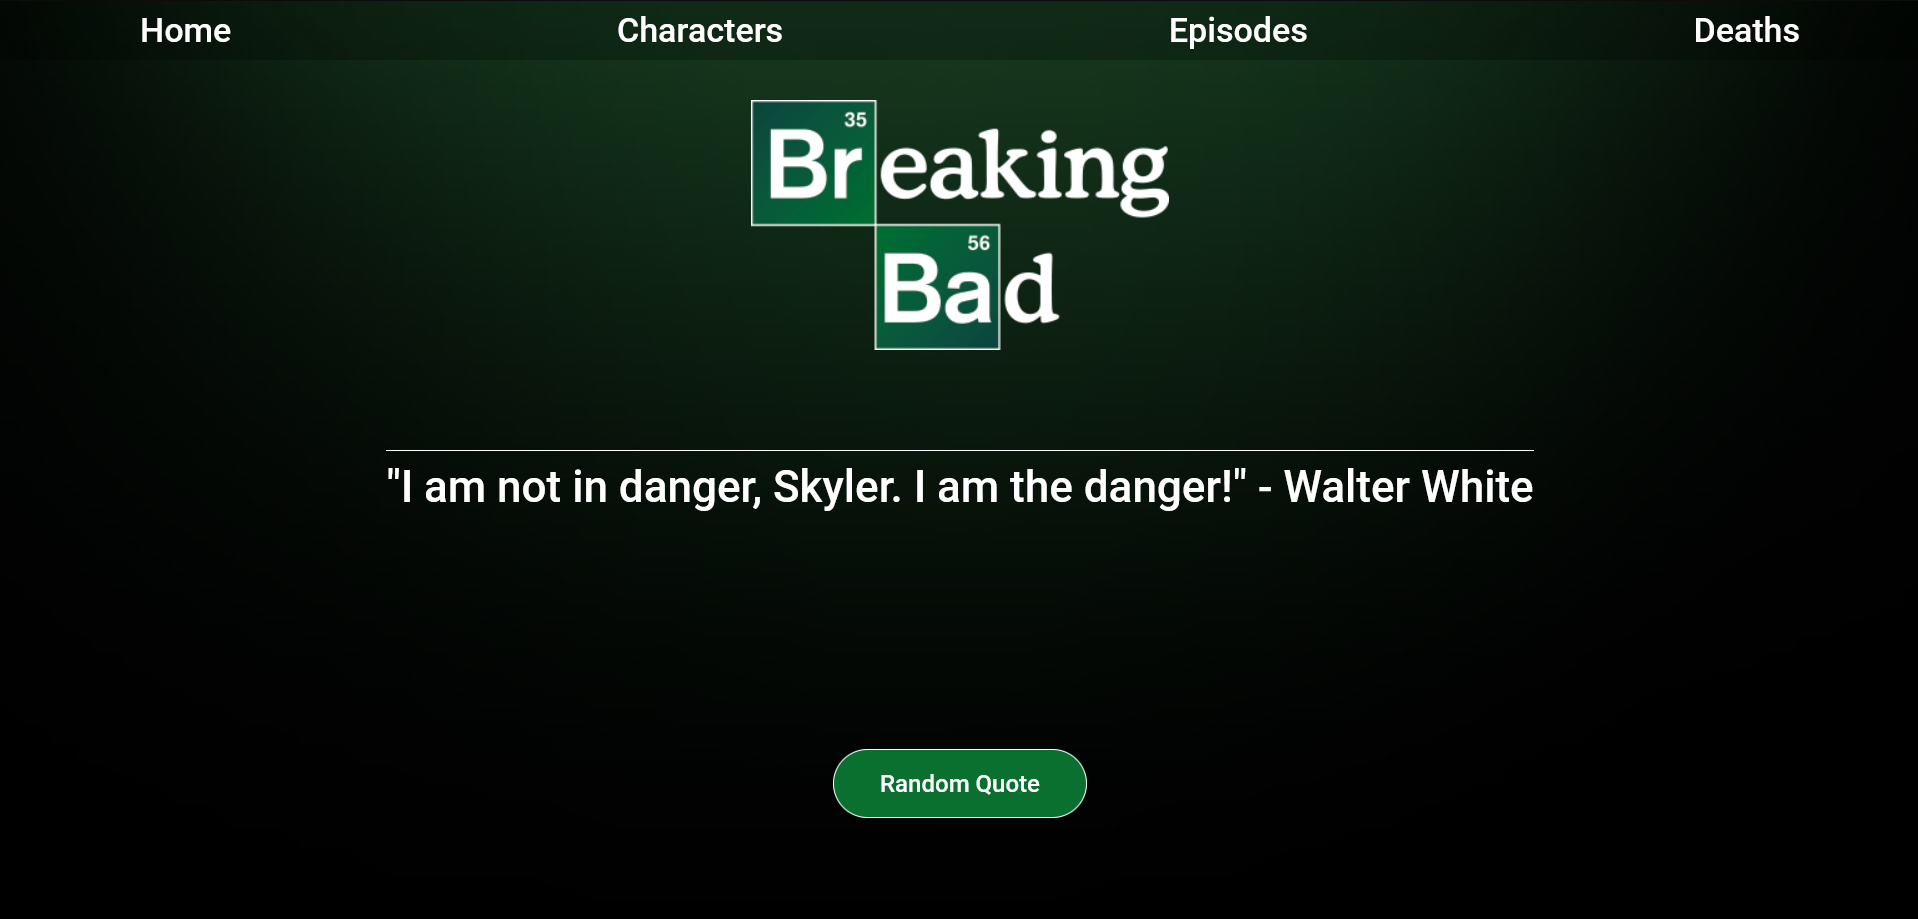 Home Characters Episodes Deaths
35
Breaking
56
Bad
"I am not in danger, Skyler. I am the danger!" - Walter White
Random Quote